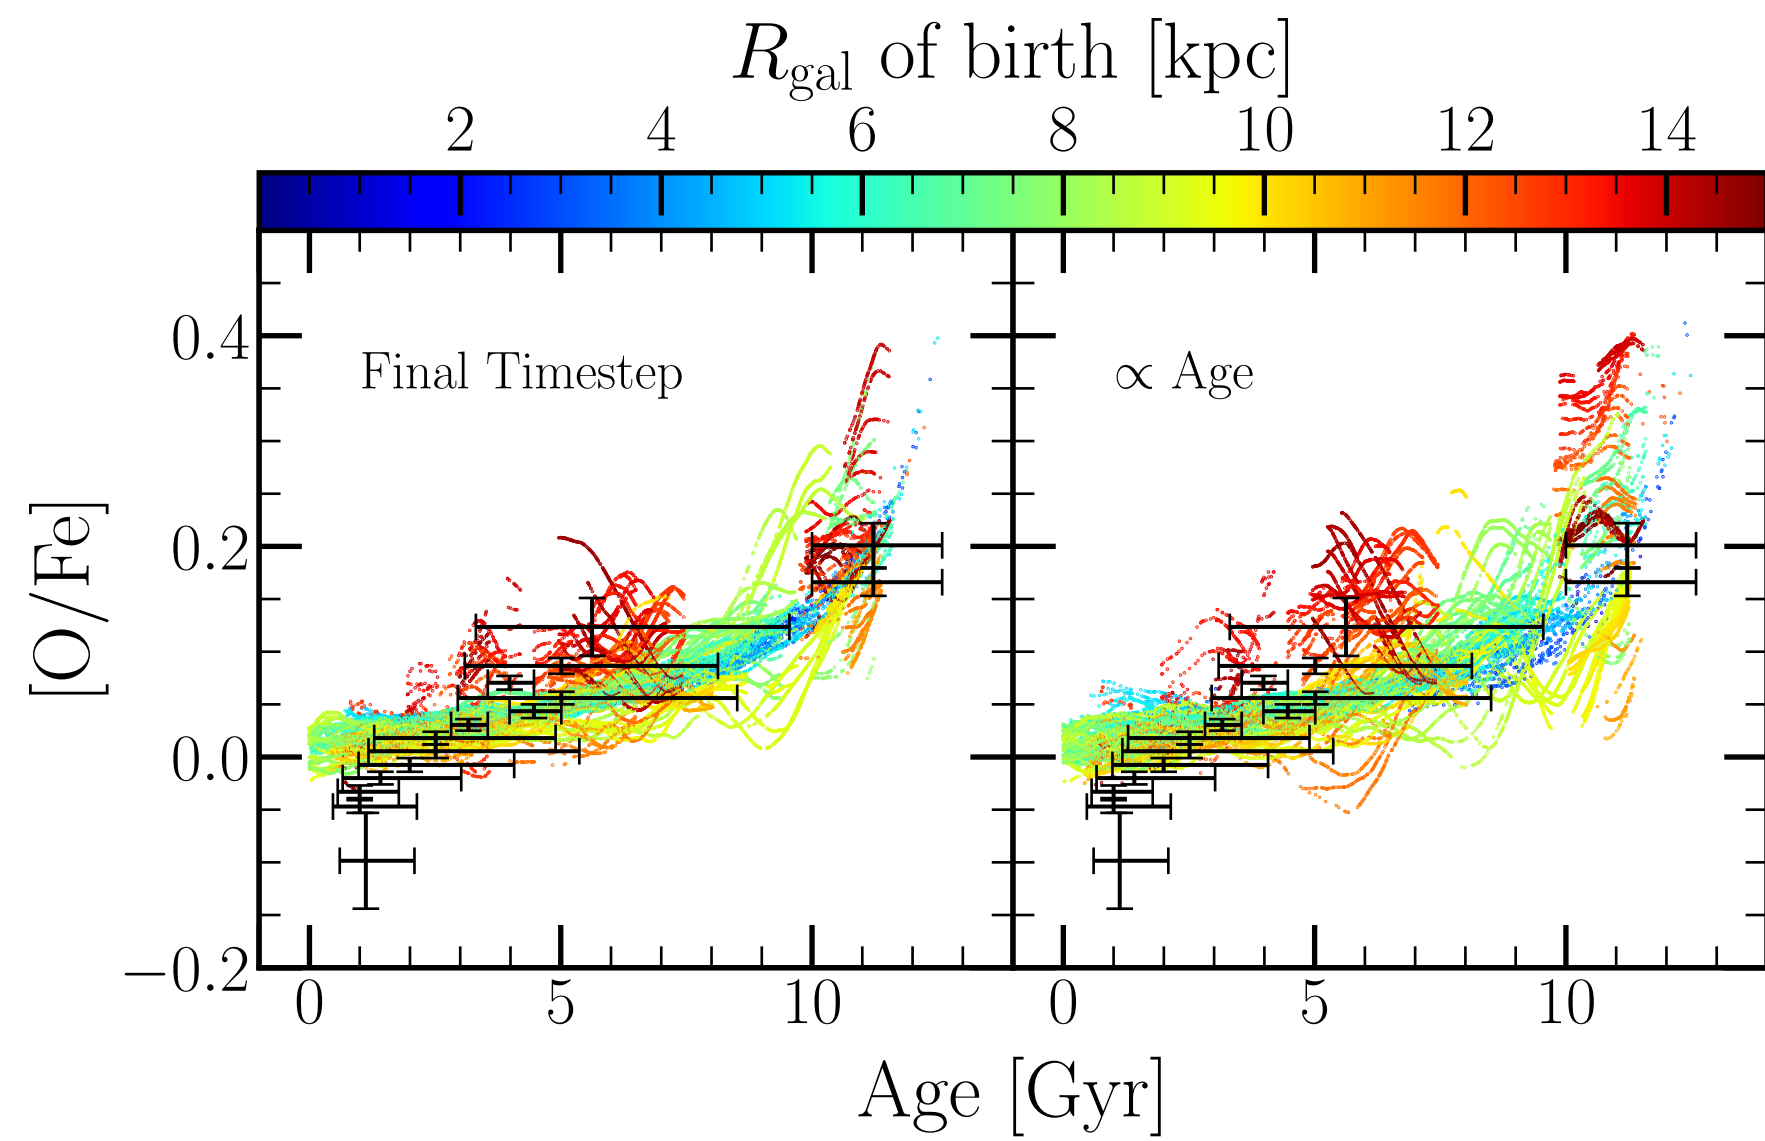 R_gal of birth [kpc]
2 4 6 8 10 12 14
[O/Fe]
0.4
0.2
0.0
−0.2
Final Timestep
∝ Age
0 5 10
0 5 10
Age [Gyr]